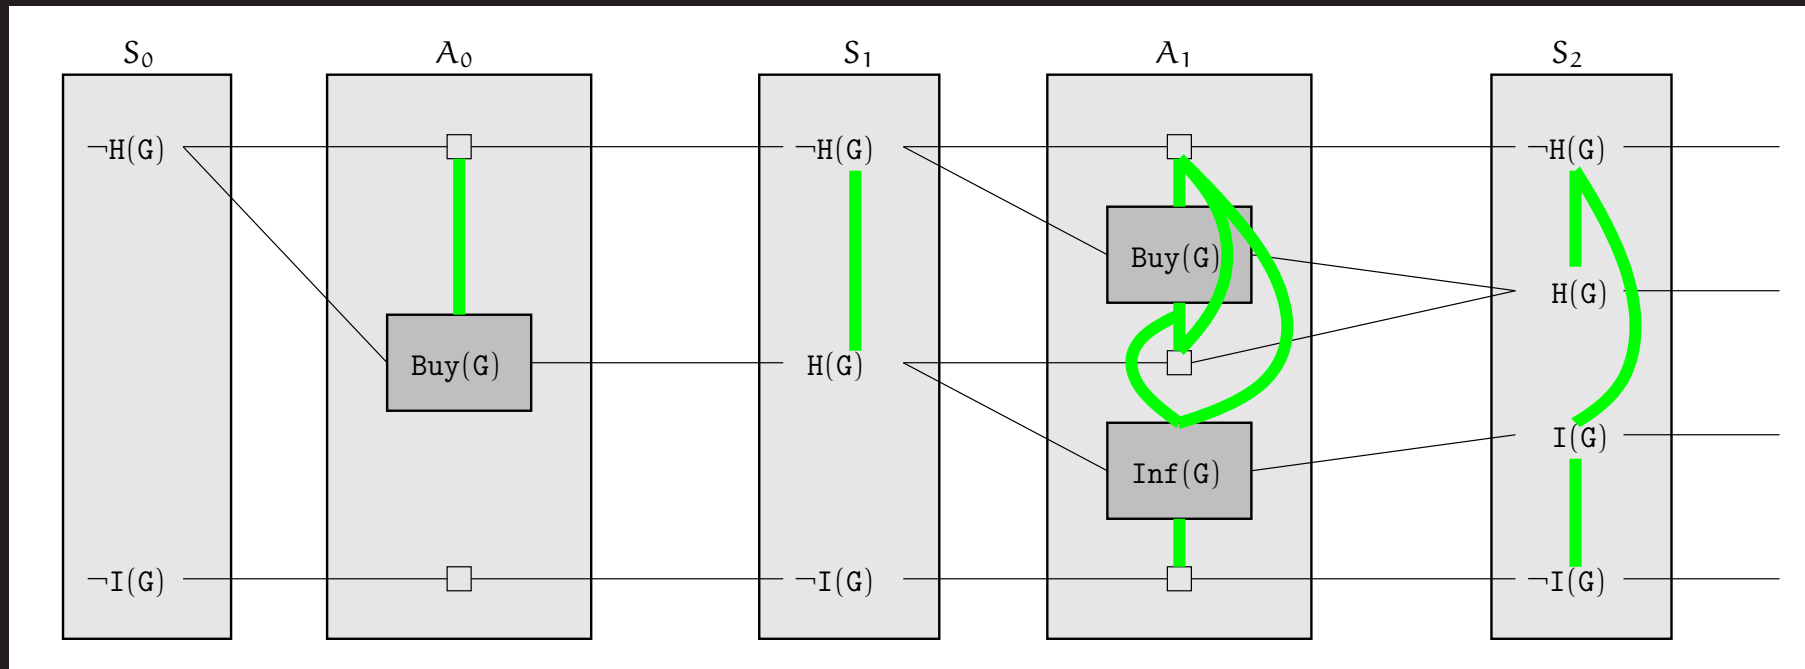 S₀ A₀ S₁ A₁ S₂
¬H(G) ¬H(G) ¬H(G)
Buy(G)
H(G)
Buy(G) H(G)
H(G)
I(G)
Inf(G)
¬I(G) ¬I(G) ¬I(G)